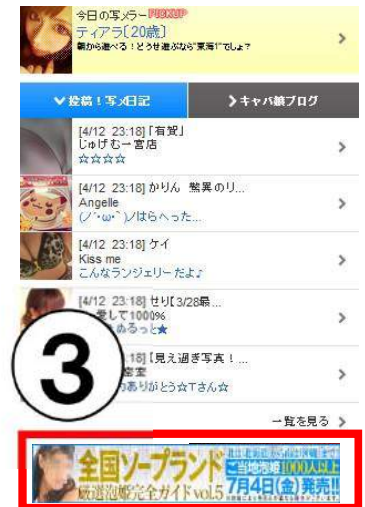 今日の写メラーPICKUP
ティアラ[20歳]
朝から遊べる！どうせ遊ぶなら"東海1"でしょ？
投稿！写メ日記
キャバ嬢ブログ
[4/12 23:18]「有賀」
じゅげむ一宮店
☆☆☆☆
[4/12 23:18] かりん 驚異のリ...
Angelle
(ノ´･ω･`)ノはらへった...
[4/12 23:18] ケイ
Kiss me
こんなランジェリーだよ♪
[4/12 23:18] せり【3/28最...
愛して1000%
ぬるっと★
18]【見え過ぎ写真！...
密室
ありがとう☆Tさん☆
3
一覧を見る
全国ソープランド
厳選泡姫完全ガイドvol.5
ご当地泡姫1000人以上
7月4日(金)発売!!